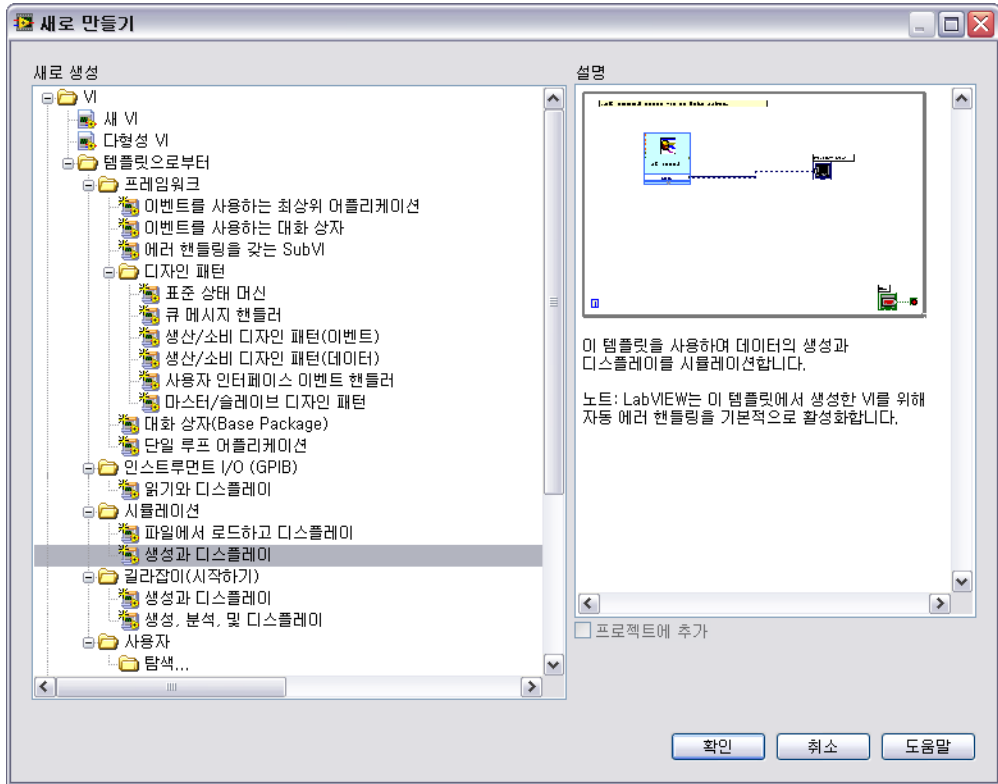 새로 만들기
새로 생성
VI
새 VI
다형성 VI
템플릿으로부터
프레임워크
이벤트를 사용하는 최상위 어플리케이션
이벤트를 사용하는 대화 상자
에러 핸들링을 갖는 SubVI
디자인 패턴
표준 상태 머신
큐 메시지 핸들러
생산/소비 디자인 패턴(이벤트)
생산/소비 디자인 패턴(데이터)
사용자 인터페이스 이벤트 핸들러
마스터/슬레이브 디자인 패턴
대화 상자(Base Package)
단일 루프 어플리케이션
인스트루먼트 I/O (GPIB)
읽기와 디스플레이
시뮬레이션
파일에서 로드하고 디스플레이
생성과 디스플레이
길라잡이(시작하기)
생성과 디스플레이
생성, 분석, 및 디스플레이
사용자
탐색...
설명
이 템플릿을 사용하여 데이터의 생성과
디스플레이를 시뮬레이션합니다.
노트: LabVIEW는 이 템플릿에서 생성한 VI를 위해
자동 에러 핸들링을 기본적으로 활성화합니다.
프로젝트에 추가
확인
취소
도움말